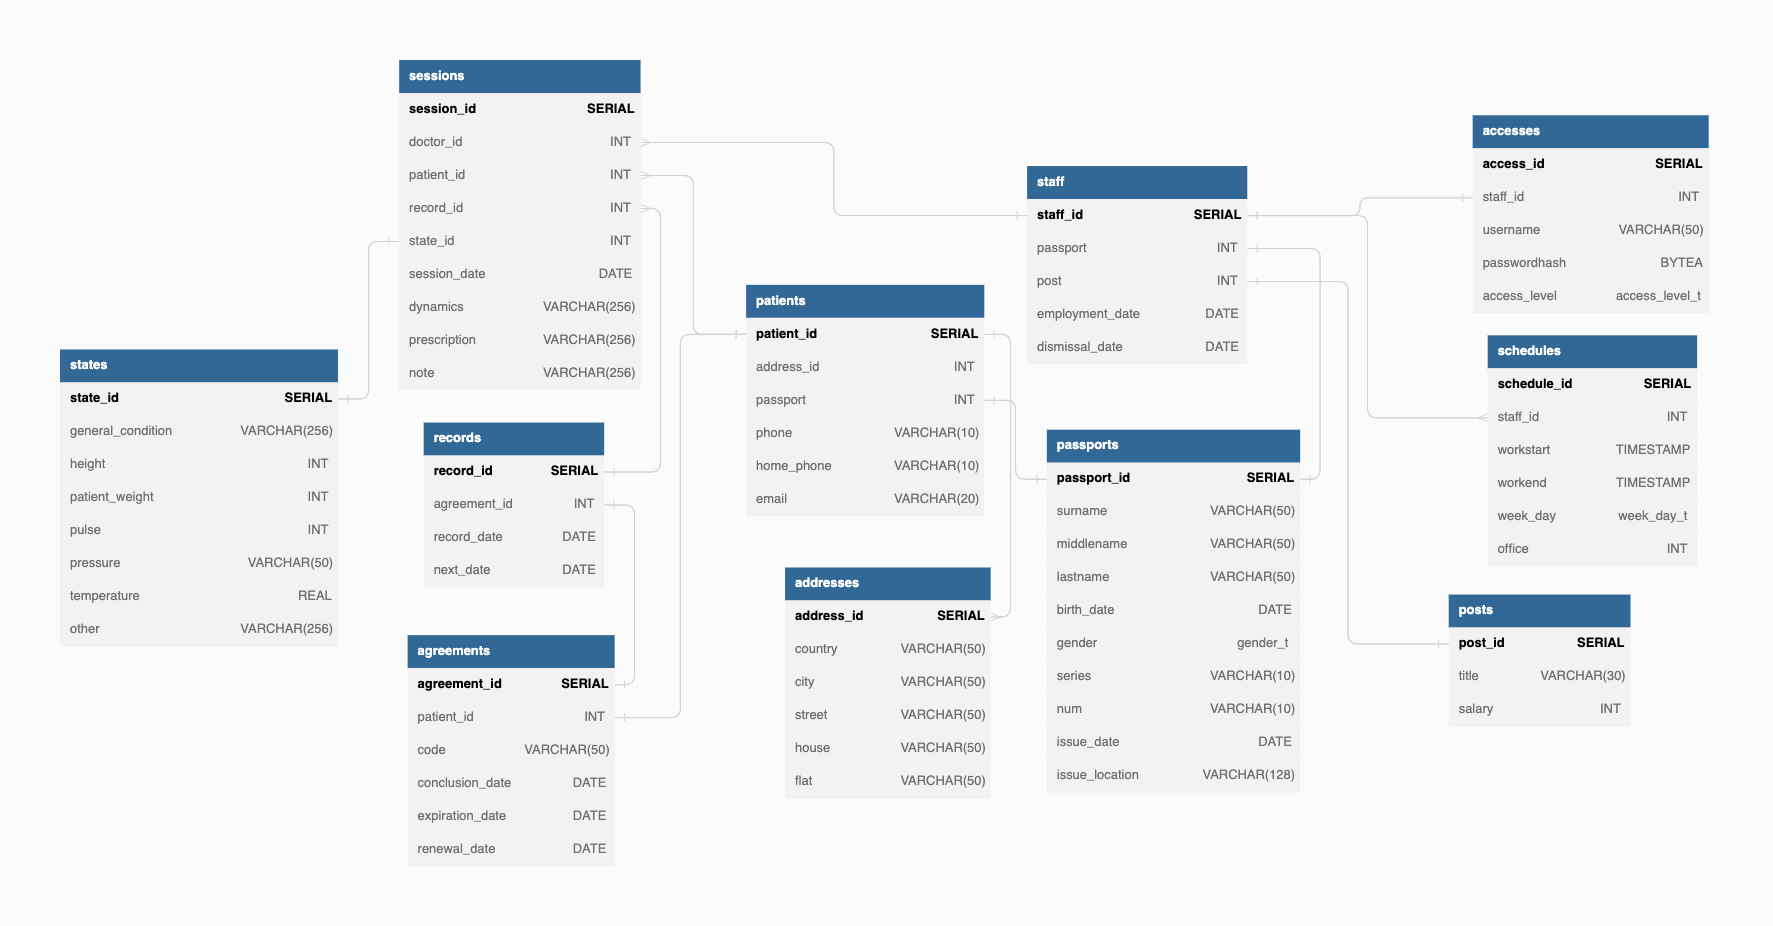 sessions
session_id SERIAL
doctor_id INT
patient_id INT
record_id INT
state_id INT
session_date DATE
dynamics VARCHAR(256)
prescription VARCHAR(256)
note VARCHAR(256)
states
state_id SERIAL
general_condition VARCHAR(256)
height INT
patient_weight INT
pulse INT
pressure VARCHAR(50)
temperature REAL
other VARCHAR(256)
records
record_id SERIAL
agreement_id INT
record_date DATE
next_date DATE
agreements
agreement_id SERIAL
patient_id INT
code VARCHAR(50)
conclusion_date DATE
expiration_date DATE
renewal_date DATE
patients
patient_id SERIAL
address_id INT
passport INT
phone VARCHAR(10)
home_phone VARCHAR(10)
email VARCHAR(20)
addresses
address_id SERIAL
country VARCHAR(50)
city VARCHAR(50)
street VARCHAR(50)
house VARCHAR(50)
flat VARCHAR(50)
staff
staff_id SERIAL
passport INT
post INT
employment_date DATE
dismissal_date DATE
passports
passport_id SERIAL
surname VARCHAR(50)
middlename VARCHAR(50)
lastname VARCHAR(50)
birth_date DATE
gender gender_t
series VARCHAR(10)
num VARCHAR(10)
issue_date DATE
issue_location VARCHAR(128)
accesses
access_id SERIAL
staff_id INT
username VARCHAR(50)
passwordhash BYTEA
access_level access_level_t
schedules
schedule_id SERIAL
staff_id INT
workstart TIMESTAMP
workend TIMESTAMP
week_day week_day_t
office INT
posts
post_id SERIAL
title VARCHAR(30)
salary INT